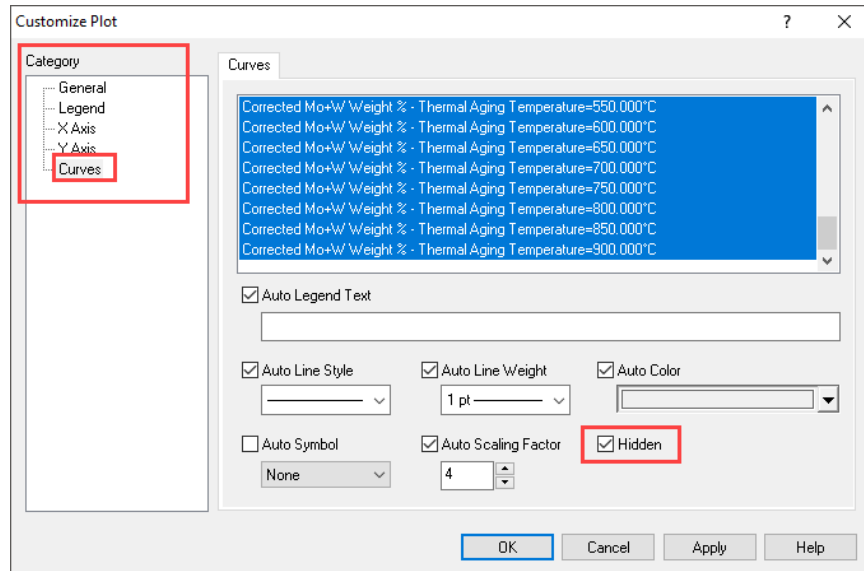 Customize Plot
?
Category
General
Legend
X Axis
Y Axis
Curves
Curves
Corrected Mo+W Weight % - Thermal Aging Temperature=550.000°C
Corrected Mo+W Weight % - Thermal Aging Temperature=600.000°C
Corrected Mo+W Weight % - Thermal Aging Temperature=650.000°C
Corrected Mo+W Weight % - Thermal Aging Temperature=700.000°C
Corrected Mo+W Weight % - Thermal Aging Temperature=750.000°C
Corrected Mo+W Weight % - Thermal Aging Temperature=800.000°C
Corrected Mo+W Weight % - Thermal Aging Temperature=850.000°C
Corrected Mo+W Weight % - Thermal Aging Temperature=900.000°C
Auto Legend Text
Auto Line Style Auto Line Weight Auto Color
1 pt
Auto Symbol Auto Scaling Factor Hidden
None 4
OK Cancel Apply Help